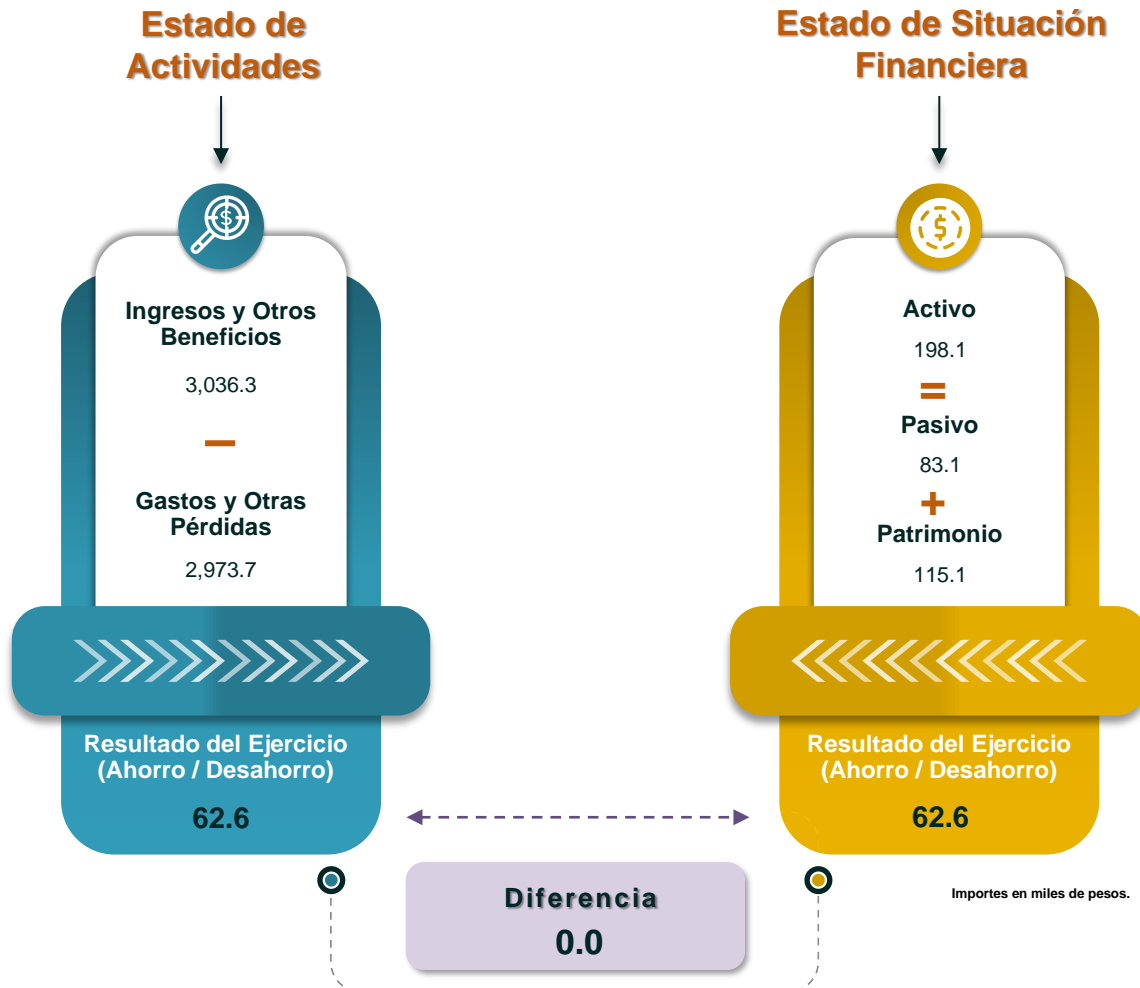 Estado de
Actividades
Ingresos y Otros
Beneficios
3,036.3
–
Gastos y Otras
Pérdidas
2,973.7
Resultado del Ejercicio
(Ahorro / Desahorro)
62.6
Estado de Situación
Financiera
$
Activo
198.1
=
Pasivo
83.1
+
Patrimonio
115.1
Resultado del Ejercicio
(Ahorro / Desahorro)
62.6
Diferencia
0.0
Importes en miles de pesos.